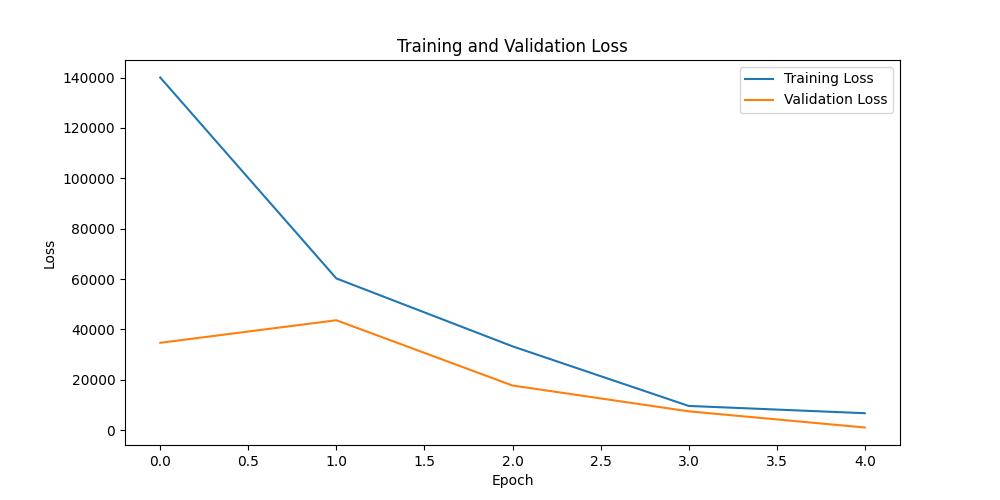 Training and Validation Loss
Training Loss
Validation Loss
140000
120000
100000
80000
60000
40000
20000
0
Loss
0.0 0.5 1.0 1.5 2.0 2.5 3.0 3.5 4.0
Epoch